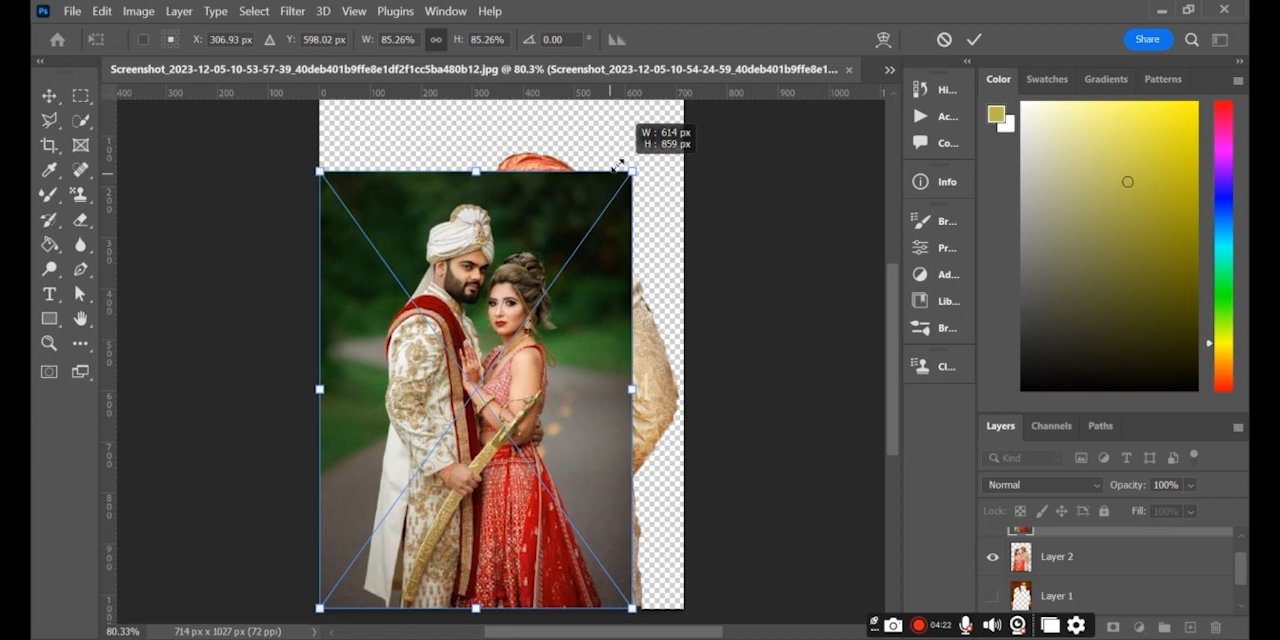 Ps File Edit Image Layer Type Select Filter 3D View Plugins Window Help
X: 306.93 px Y: 598.02 px W: 85.26% H: 85.26% 0.00 ° Share
Screenshot_2023-12-05-10-53-57-39_40deb401b9ffe8e1df2f1cc5ba480b12.jpg @ 80.3% (Screenshot_2023-12-05-10-54-24-59_40deb401b9ffe8e1...
400 300 200 100 0 100 200 300 400 500 600 700 800 900 1000
W : 614 px
H : 859 px
Hi...
Ac...
Co...
Info
Br...
Pr...
Ad...
Lib...
Br...
Cl...
Color Swatches Gradients Patterns
Layers Channels Paths
Kind
Normal Opacity: 100%
Lock: Fill: 100%
Layer 2
Layer 1
80.33% 714 px x 1027 px (72 ppi)
04:22